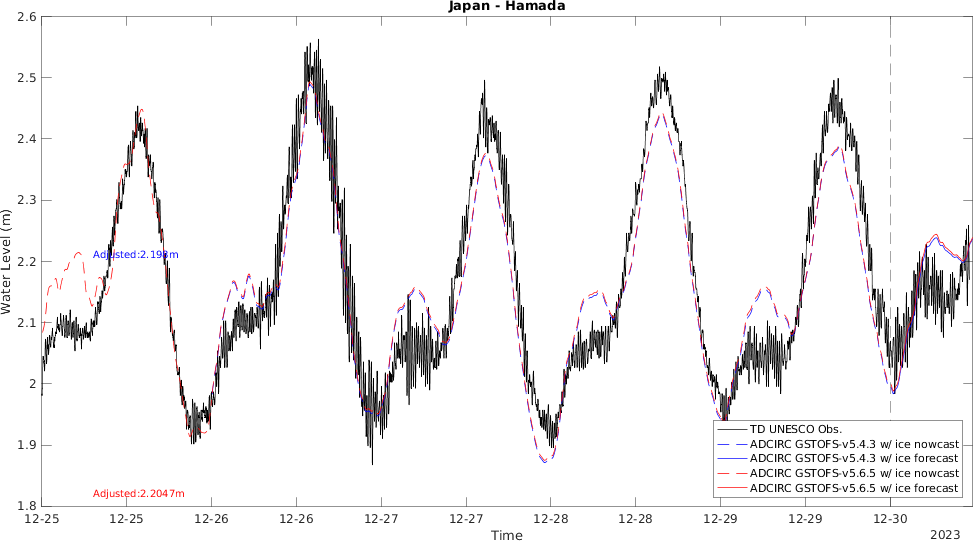 Japan - Hamada
2.6
2.5
2.4
2.3
2.2
2.1
2
1.9
1.8
Water Level (m)
Adjusted:2.198m
Adjusted:2.2047m
TD UNESCO Obs.
ADCIRC GSTOFS-v5.4.3 w/ ice nowcast
ADCIRC GSTOFS-v5.4.3 w/ ice forecast
ADCIRC GSTOFS-v5.6.5 w/ ice nowcast
ADCIRC GSTOFS-v5.6.5 w/ ice forecast
12-25 12-25 12-26 12-26 12-27 12-27 12-28 12-28 12-29 12-29 12-30
Time
2023